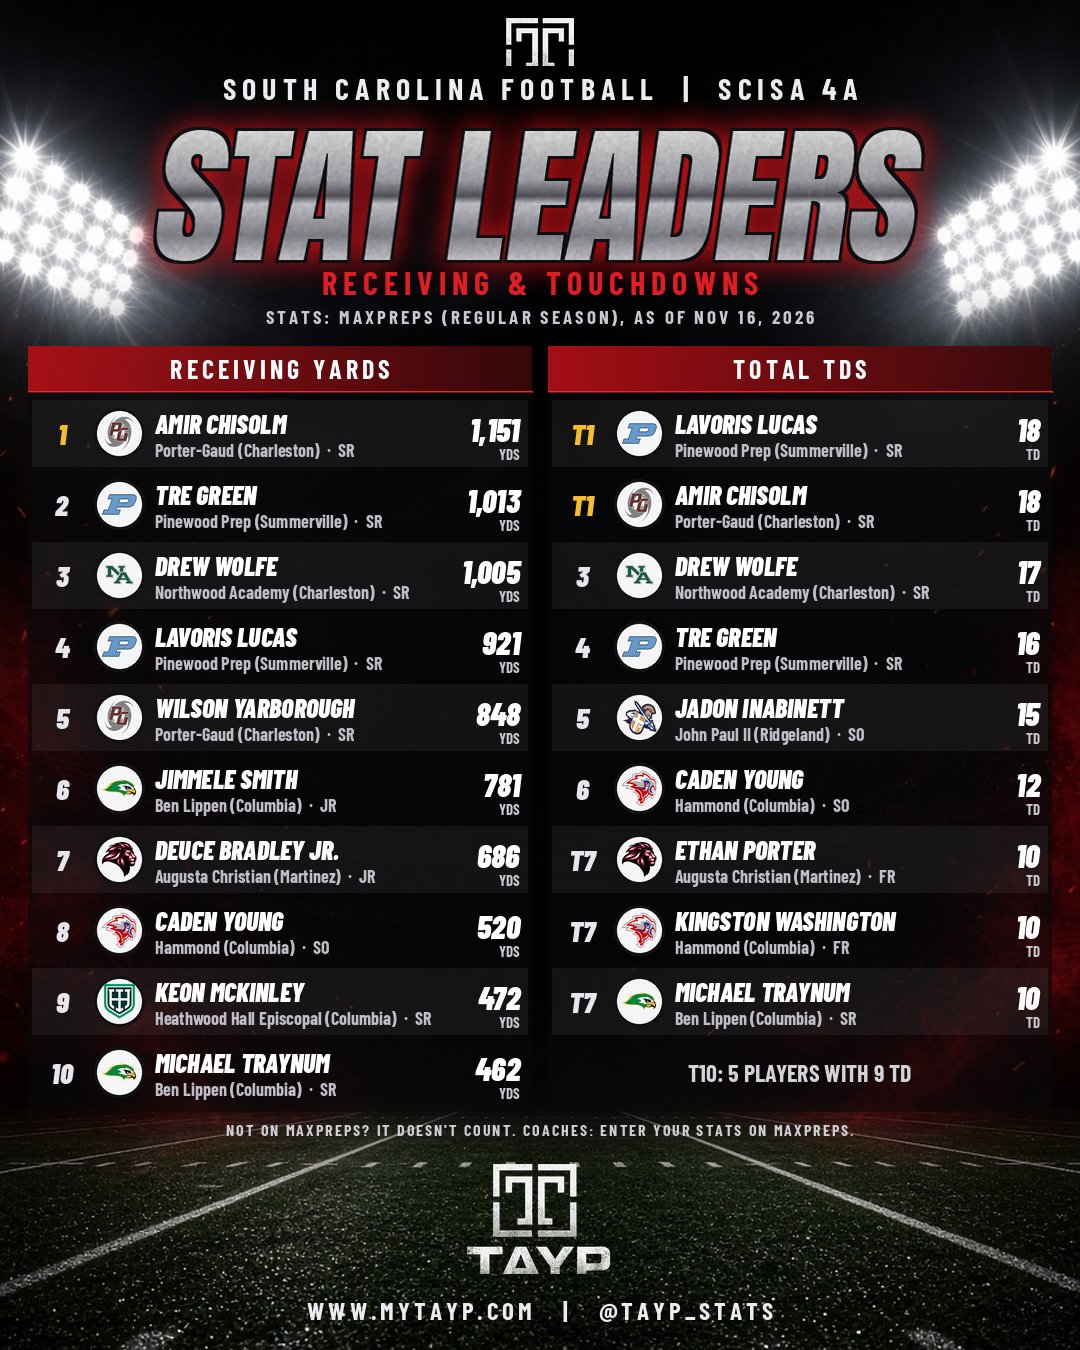 SOUTH CAROLINA FOOTBALL | SCISA 4A
STAT LEADERS
RECEIVING & TOUCHDOWNS
STATS: MAXPREPS (REGULAR SEASON), AS OF NOV 16, 2026
RECEIVING YARDS
1 AMIR CHISOLM 1,151
Porter-Gaud (Charleston) · SR YDS
2 TRE GREEN 1,013
Pinewood Prep (Summerville) · SR YDS
3 DREW WOLFE 1,005
Northwood Academy (Charleston) · SR YDS
4 LAVORIS LUCAS 921
Pinewood Prep (Summerville) · SR YDS
5 WILSON YARBOROUGH 848
Porter-Gaud (Charleston) · SR YDS
6 JIMMELE SMITH 781
Ben Lippen (Columbia) · JR YDS
7 DEUCE BRADLEY JR. 686
Augusta Christian (Martinez) · JR YDS
8 CADEN YOUNG 520
Hammond (Columbia) · SO YDS
9 KEON MCKINLEY 472
Heathwood Hall Episcopal (Columbia) · SR YDS
10 MICHAEL TRAYNUM 462
Ben Lippen (Columbia) · SR YDS
TOTAL TDS
T1 LAVORIS LUCAS 18
Pinewood Prep (Summerville) · SR TD
T1 AMIR CHISOLM 18
Porter-Gaud (Charleston) · SR TD
3 DREW WOLFE 17
Northwood Academy (Charleston) · SR TD
4 TRE GREEN 16
Pinewood Prep (Summerville) · SR TD
5 JADON INABINETT 15
John Paul II (Ridgeland) · SO TD
6 CADEN YOUNG 12
Hammond (Columbia) · SO TD
T7 ETHAN PORTER 10
Augusta Christian (Martinez) · FR TD
T7 KINGSTON WASHINGTON 10
Hammond (Columbia) · FR TD
T7 MICHAEL TRAYNUM 10
Ben Lippen (Columbia) · SR TD
T10: 5 PLAYERS WITH 9 TD
NOT ON MAXPREPS? IT DOESN'T COUNT. COACHES: ENTER YOUR STATS ON MAXPREPS.
TAYP
WWW.MYTAYP.COM | @TAYP_STATS